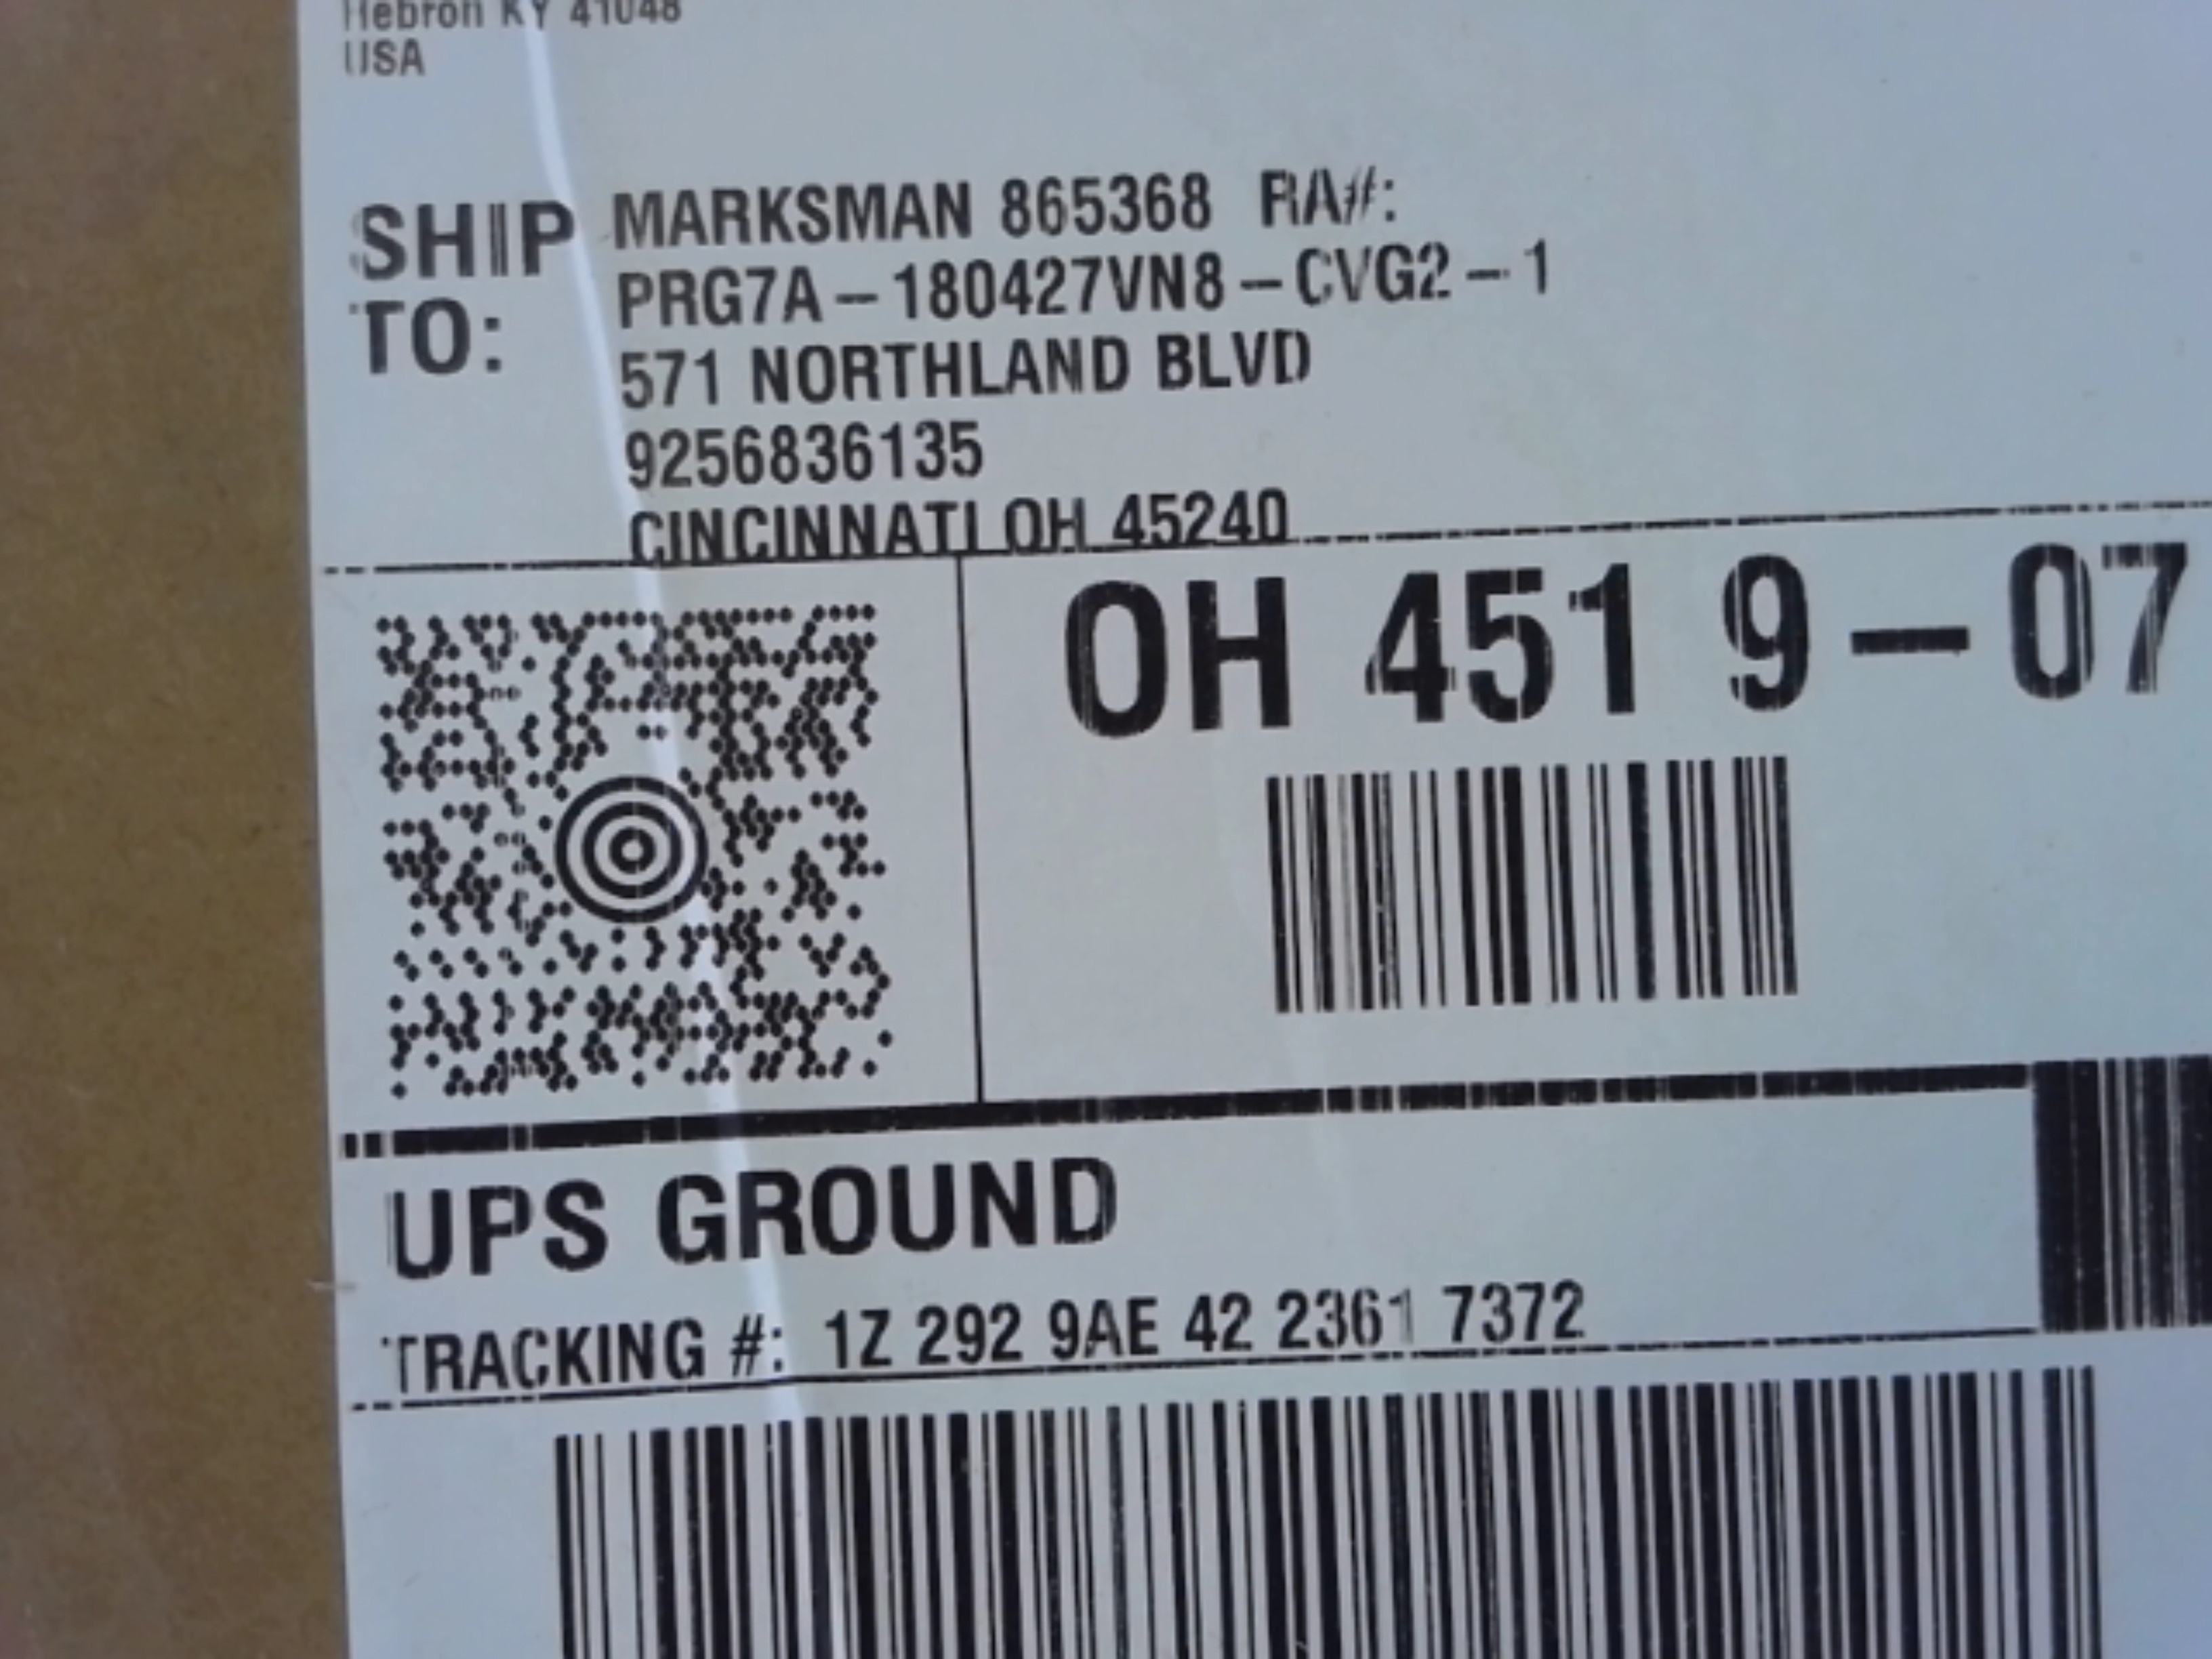 Hebron KY 41048
USA
SHIP TO:
MARKSMAN 865368 RA#:
PRG7A-180427VN8-CVG2-1
571 NORTHLAND BLVD
9256836135
CINCINNATI OH 45240
OH 451 9-07
UPS GROUND
TRACKING #: 1Z 292 9AE 42 2361 7372